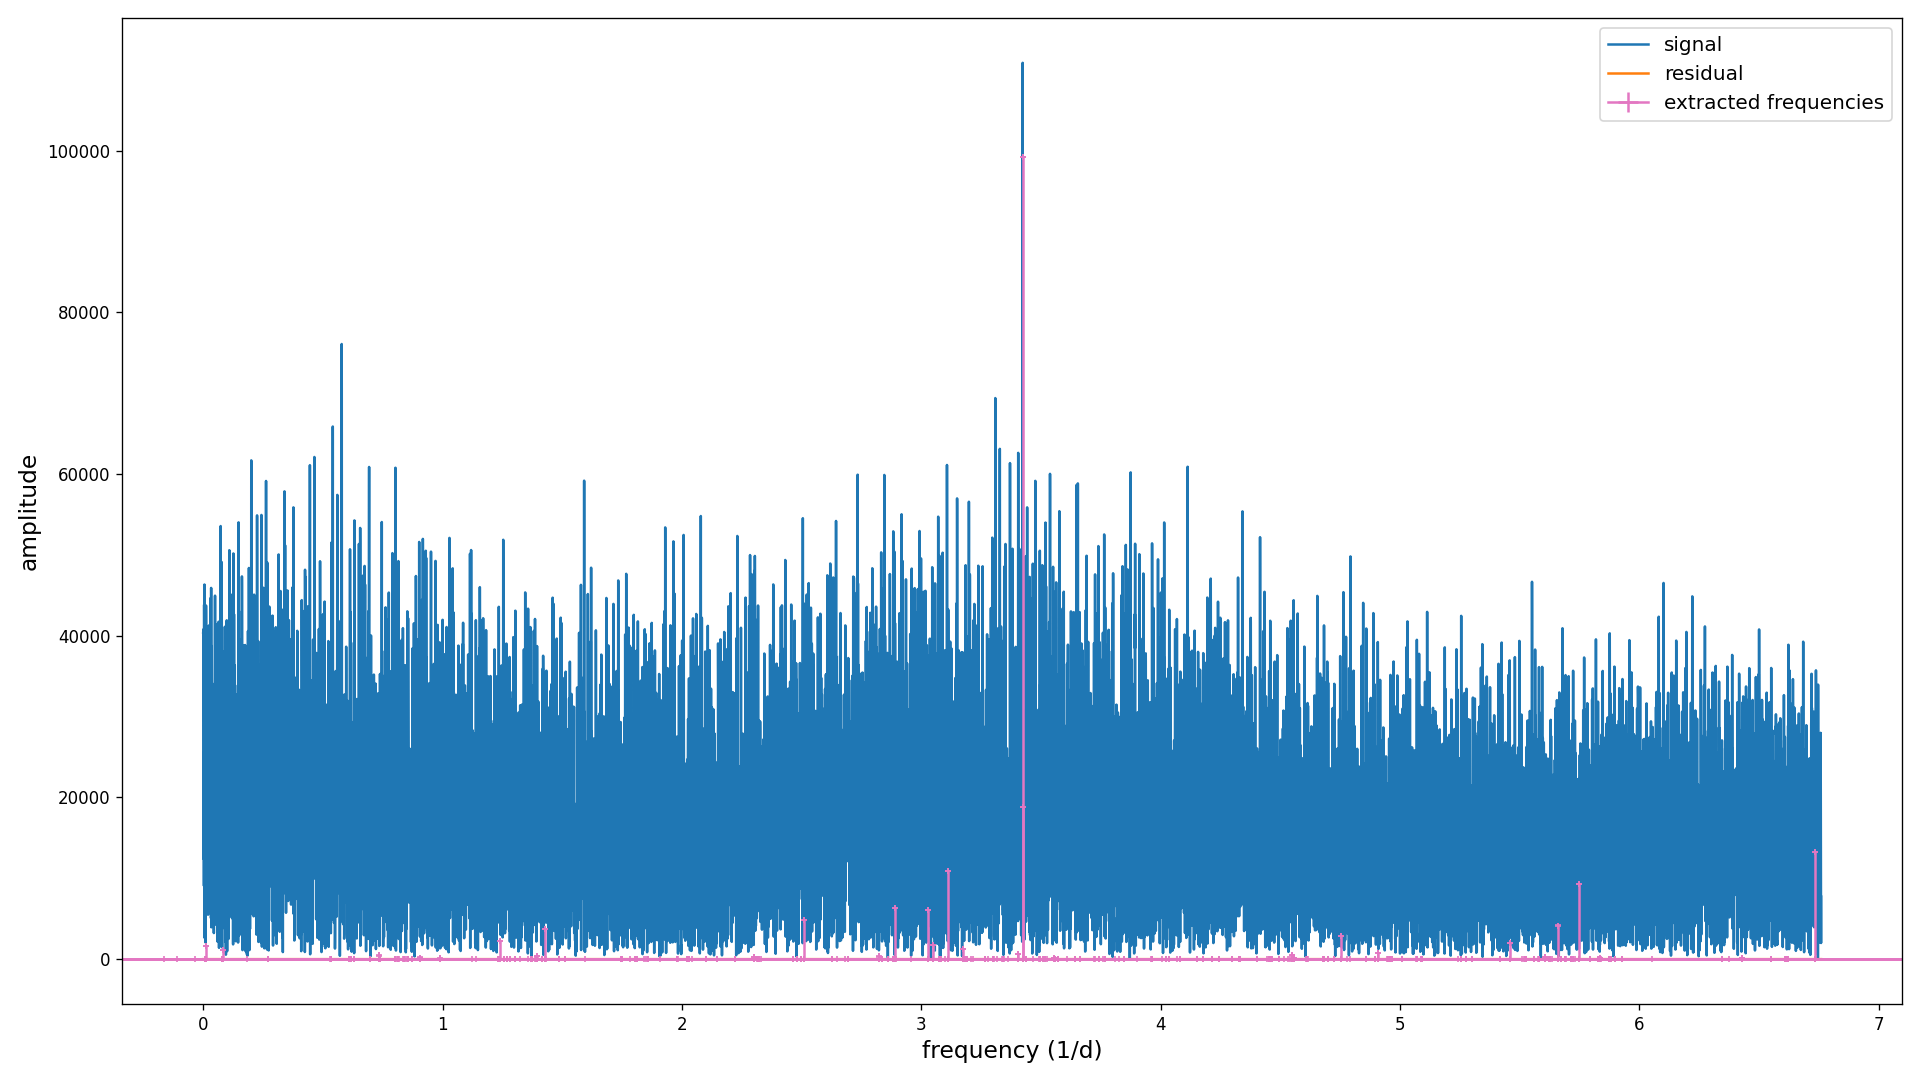 signal
residual
extracted frequencies
100000
80000
60000
40000
20000
0
amplitude
0 1 2 3 4 5 6 7
frequency (1/d)